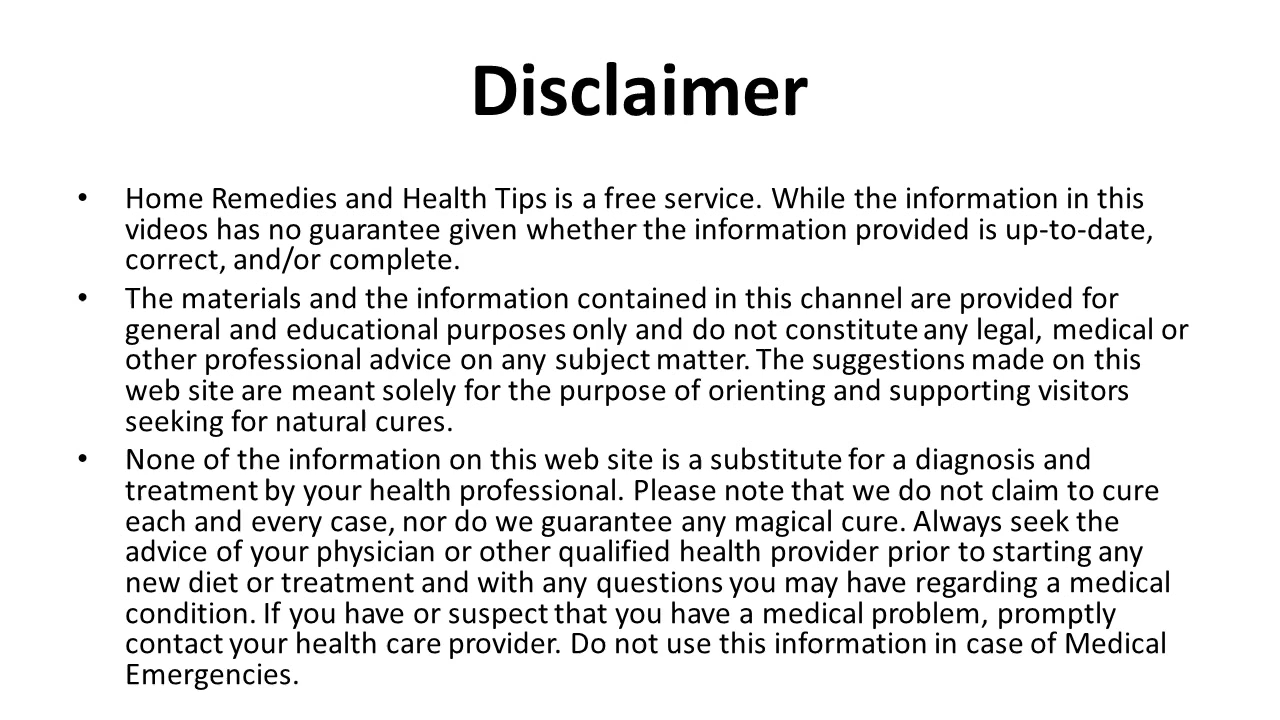 Disclaimer
• Home Remedies and Health Tips is a free service. While the information in this
videos has no guarantee given whether the information provided is up-to-date,
correct, and/or complete.
• The materials and the information contained in this channel are provided for
general and educational purposes only and do not constitute any legal, medical or
other professional advice on any subject matter. The suggestions made on this
web site are meant solely for the purpose of orienting and supporting visitors
seeking for natural cures.
• None of the information on this web site is a substitute for a diagnosis and
treatment by your health professional. Please note that we do not claim to cure
each and every case, nor do we guarantee any magical cure. Always seek the
advice of your physician or other qualified health provider prior to starting any
new diet or treatment and with any questions you may have regarding a medical
condition. If you have or suspect that you have a medical problem, promptly
contact your health care provider. Do not use this information in case of Medical
Emergencies.